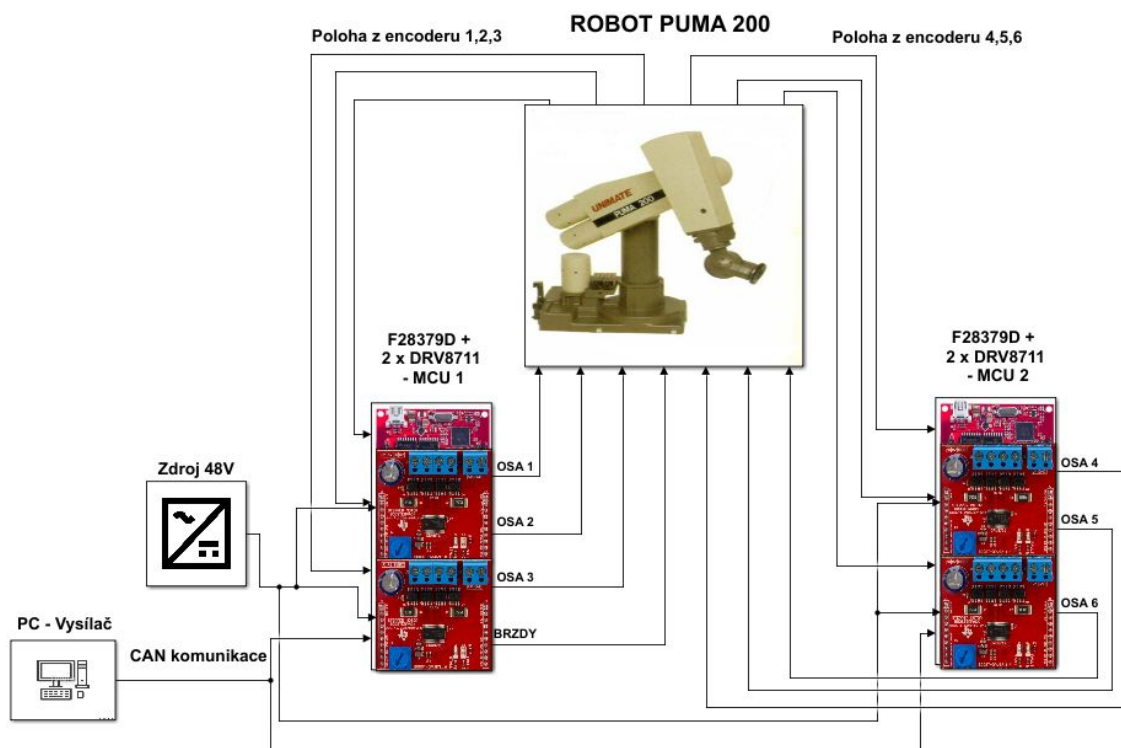 ROBOT PUMA 200
Poloha z encoderu 1,2,3
Poloha z encoderu 4,5,6
UNIMATE
PUMA 200
F28379D +
2 x DRV8711
- MCU 1
F28379D +
2 x DRV8711
- MCU 2
Zdroj 48V
OSA 1
OSA 2
OSA 3
BRZDY
OSA 4
OSA 5
OSA 6
PC - Vysílač
CAN komunikace